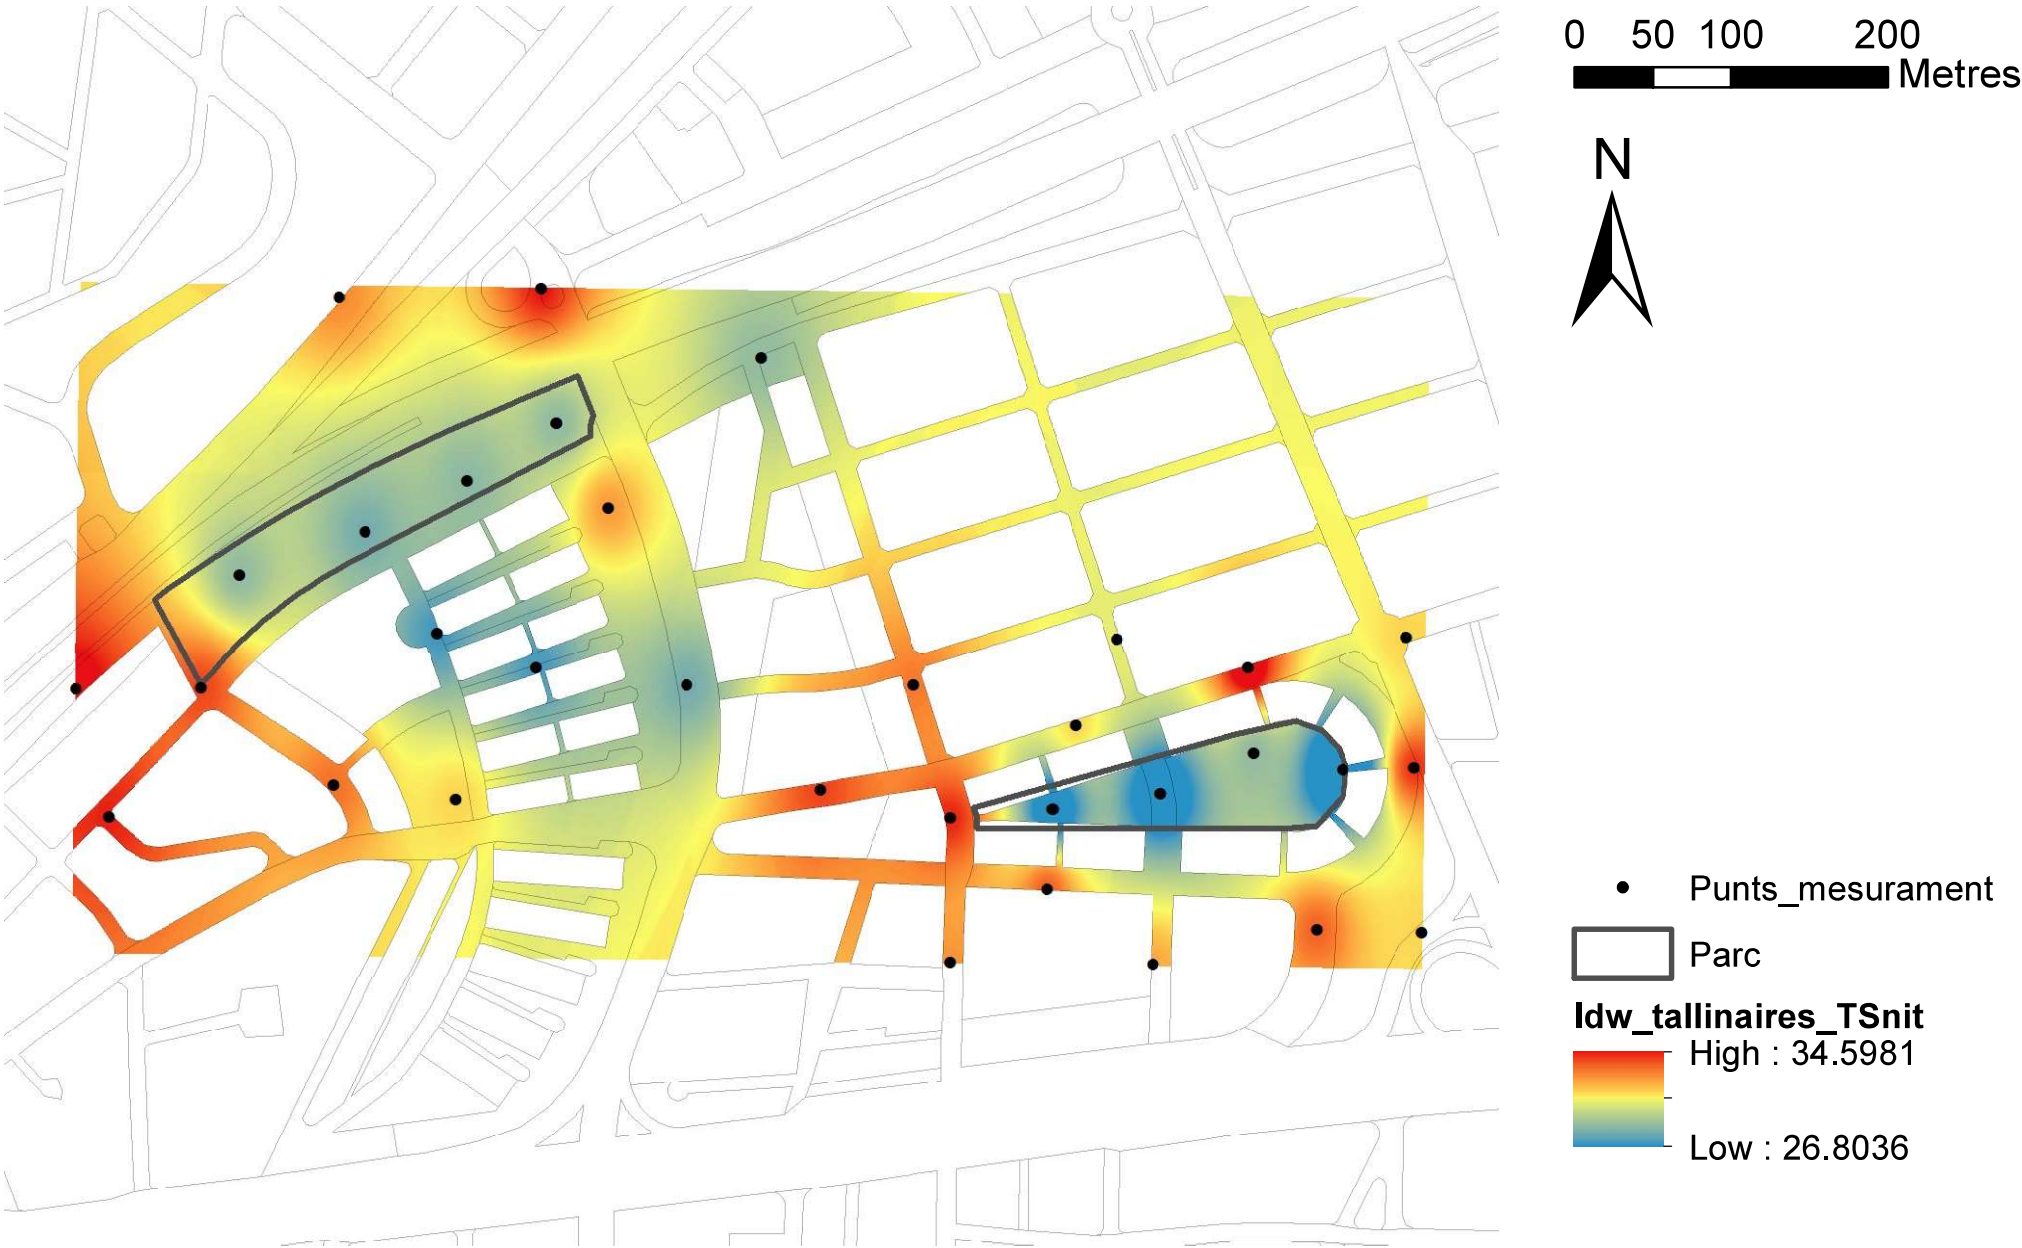 0 50 100 200
Metres
N
Punts_mesurament
Parc
Idw_tallinaires_TSnit
High : 34.5981
Low : 26.8036